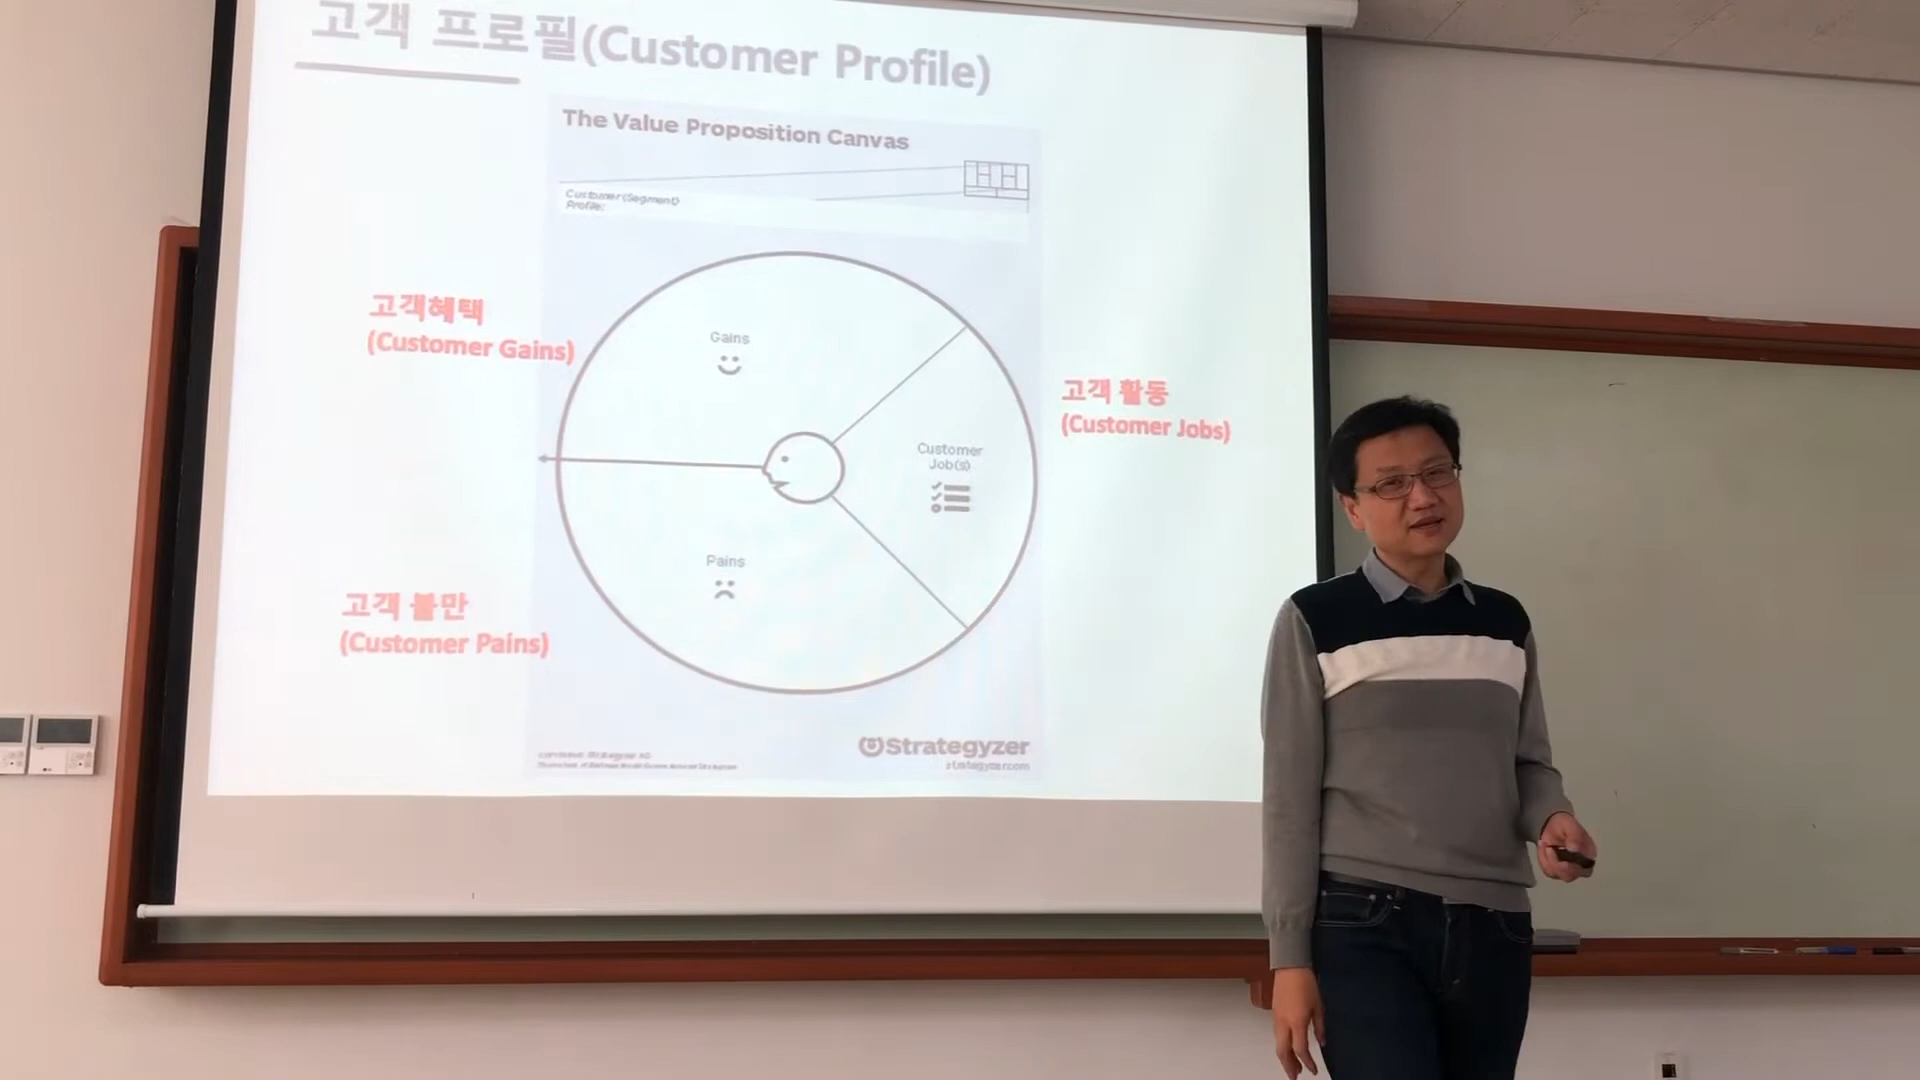 고객 프로필(Customer Profile)
The Value Proposition Canvas
Customer (Segment)
Profile:
고객혜택
(Customer Gains)
Gains
고객 활동
(Customer Jobs)
Customer
Job(s)
Pains
고객 불만
(Customer Pains)
Strategyzer
strategyzer.com